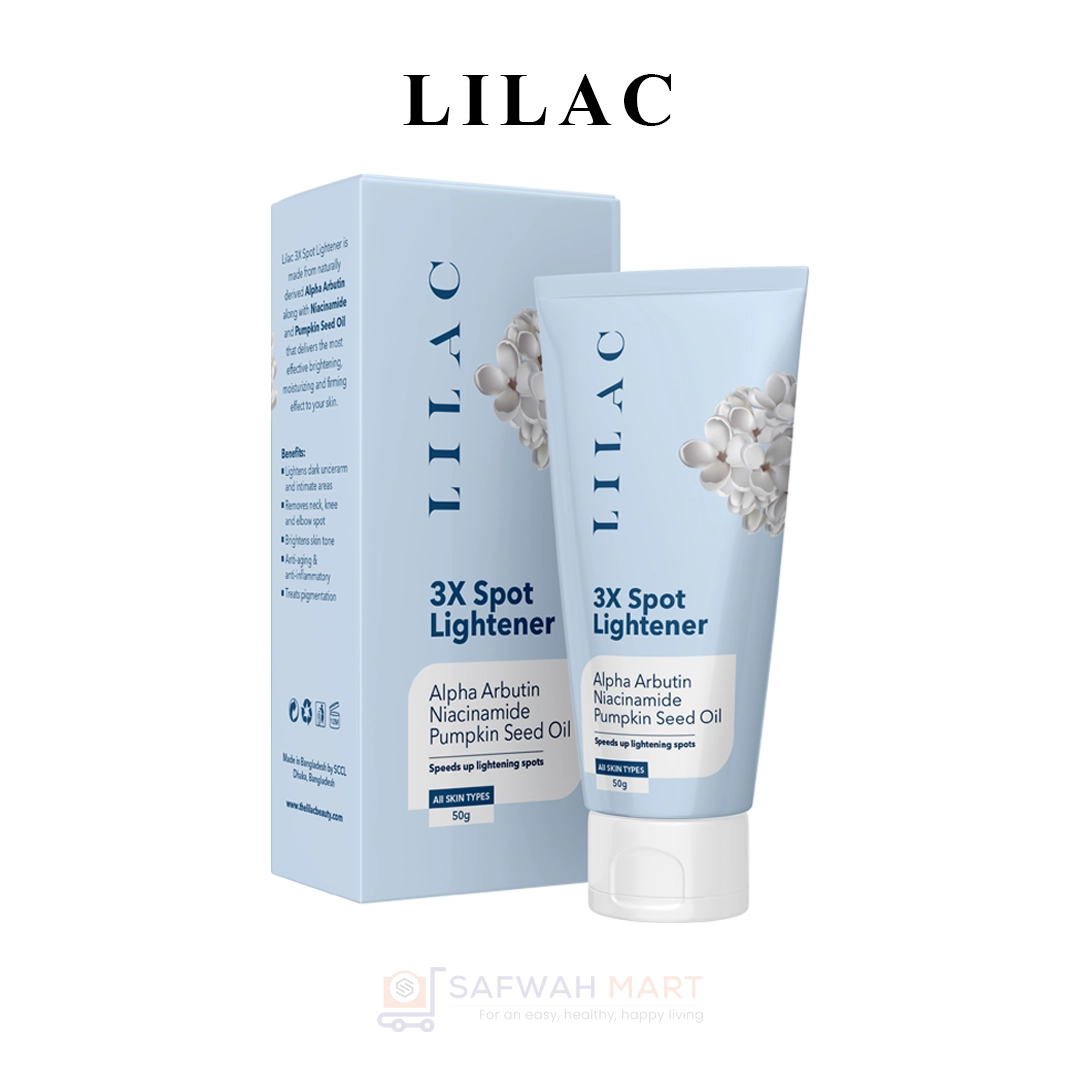 LILAC
Lilac 3X Spot Lightener is
made from naturally
derived Alpha Arbutin
along with Niacinamide
and Pumpkin Seed Oil
that delivers the most
effective brightening,
moisturizing and firming
effect to your skin.
Benefits:
▪ Lightens dark underarm
and intimate areas
▪ Removes neck, knee
and elbow spot
▪ Brightens skin tone
▪ Anti-aging &
anti-inflammatory
▪ Treats pigmentation
Made in Bangladesh by SCCL
Dhaka, Bangladesh
www.thelilacbeauty.com
LILAC
3X Spot
Lightener
Alpha Arbutin
Niacinamide
Pumpkin Seed Oil
Speeds up lightening spots
All SKIN TYPES
50g
LILAC
3X Spot
Lightener
Alpha Arbutin
Niacinamide
Pumpkin Seed Oil
Speeds up lightening spots
All SKIN TYPES
50g
SAFWAH MART
For an easy, healthy, happy living